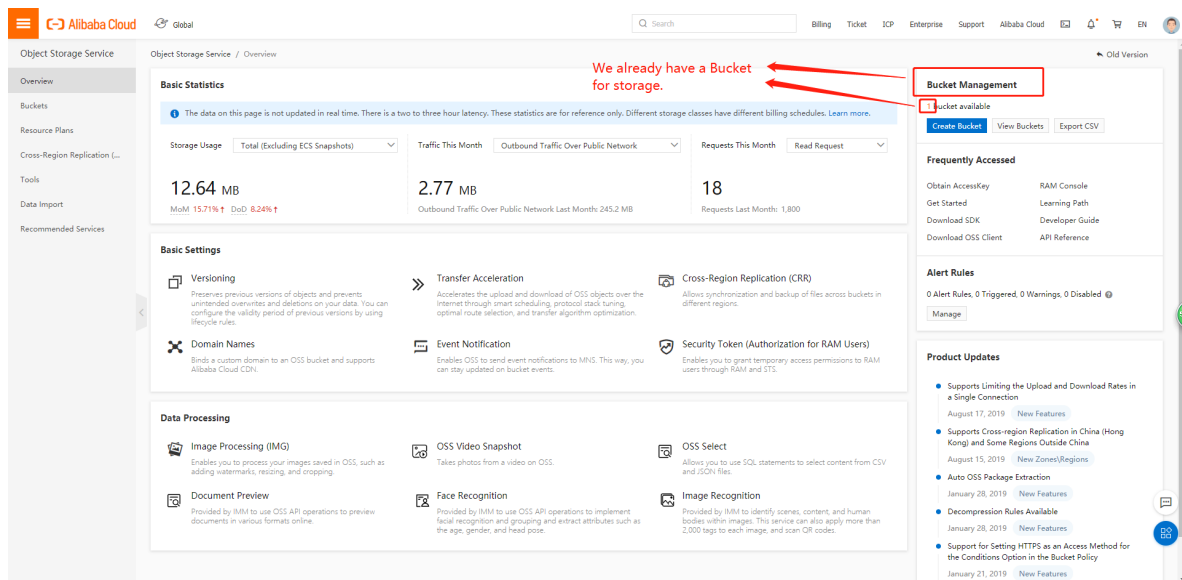 Alibaba Cloud
Global
Search
Billing
Ticket
ICP
Enterprise
Support
Alibaba Cloud
EN
Object Storage Service
Overview
Buckets
Resource Plans
Cross-Region Replication (...
Tools
Data Import
Recommended Services
Object Storage Service / Overview
Old Version
We already have a Bucket
for storage.
Basic Statistics
The data on this page is not updated in real time. There is a two to three hour latency. These statistics are for reference only. Different storage classes have different billing schedules. Learn more.
Storage Usage
Total (Excluding ECS Snapshots)
12.64 MB
MoM 15.71% DoD 8.24%
Traffic This Month
Outbound Traffic Over Public Network
2.77 MB
Outbound Traffic Over Public Network Last Month: 245.2 MB
Requests This Month
Read Request
18
Requests Last Month: 1,800
Basic Settings
Versioning
Preserves previous versions of objects and prevents
unintended overwrites and deletions on your data. You can
configure the validity period of previous versions by using
lifecycle rules.
Transfer Acceleration
Accelerates the upload and download of OSS objects over the
Internet through smart scheduling, protocol stack tuning,
optimal route selection, and transfer algorithm optimization.
Cross-Region Replication (CRR)
Allows synchronization and backup of files across buckets in
different regions.
Domain Names
Binds a custom domain to an OSS bucket and supports
Alibaba Cloud CDN.
Event Notification
Enables OSS to send event notifications to MNS. This way, you
can stay updated on bucket events.
Security Token (Authorization for RAM Users)
Enables you to grant temporary access permissions to RAM
users through RAM and STS.
Data Processing
Image Processing (IMG)
Enables you to process your images saved in OSS, such as
adding watermarks, resizing, and cropping.
OSS Video Snapshot
Takes photos from a video on OSS.
OSS Select
Allows you to use SQL statements to select content from CSV
and JSON files.
Document Preview
Provided by IMM to use OSS API operations to preview
documents in various formats online.
Face Recognition
Provided by IMM to use OSS API operations to implement
facial recognition and grouping and extract attributes such as
the age, gender, and head pose.
Image Recognition
Provided by IMM to identify scenes, content, and human
bodies within images. This service can also apply more than
2,000 tags to each image, and scan QR codes.
Bucket Management
1 bucket available
Create Bucket
View Buckets
Export CSV
Frequently Accessed
Obtain AccessKey
RAM Console
Get Started
Learning Path
Download SDK
Developer Guide
Download OSS Client
API Reference
Alert Rules
0 Alert Rules, 0 Triggered, 0 Warnings, 0 Disabled
Manage
Product Updates
Supports Limiting the Upload and Download Rates in
a Single Connection
August 17, 2019 New Features
Supports Cross-region Replication in China (Hong
Kong) and Some Regions Outside China
August 15, 2019 New Zones\Regions
Auto OSS Package Extraction
January 28, 2019 New Features
Decompression Rules Available
January 28, 2019 New Features
Support for Setting HTTPS as an Access Method for
the Conditions Option in the Bucket Policy
January 21, 2019 New Features